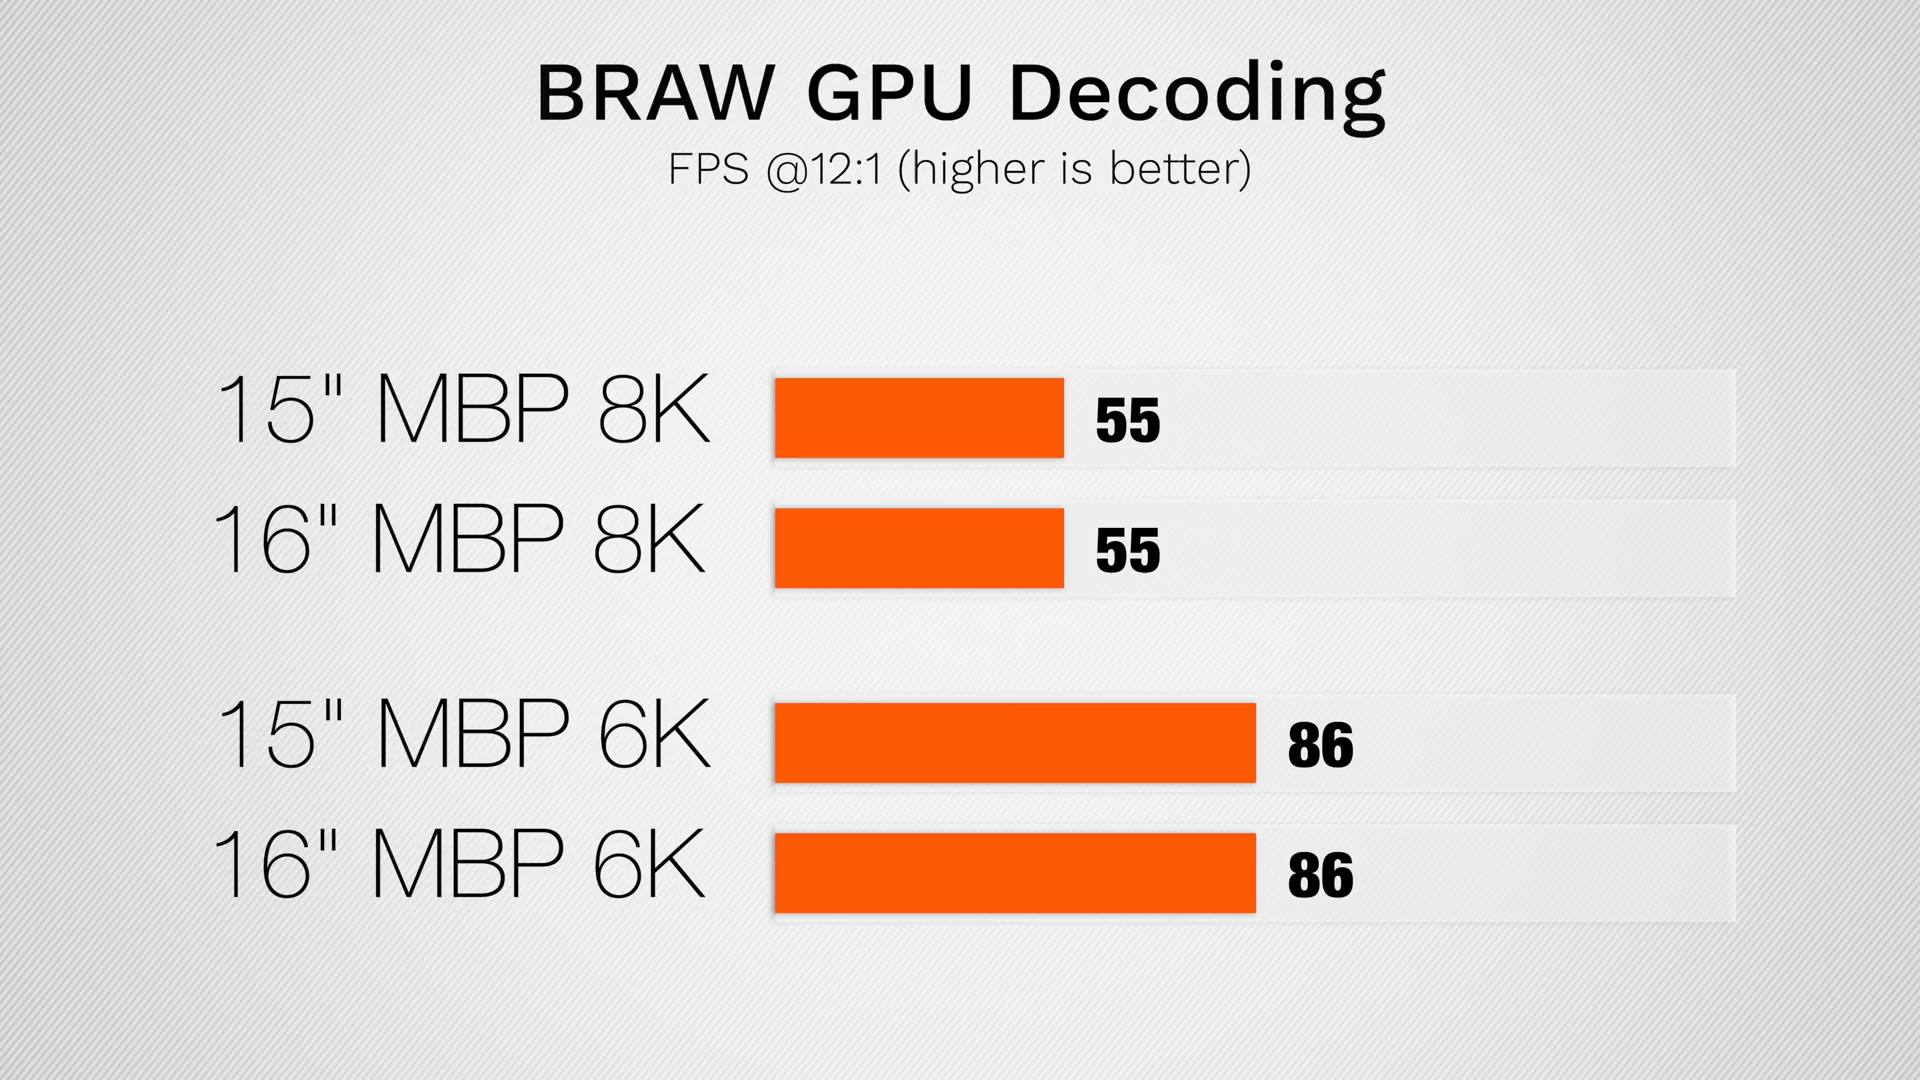 BRAW GPU Decoding
FPS @12:1 (higher is better)
15" MBP 8K 55
16" MBP 8K 55
15" MBP 6K 86
16" MBP 6K 86